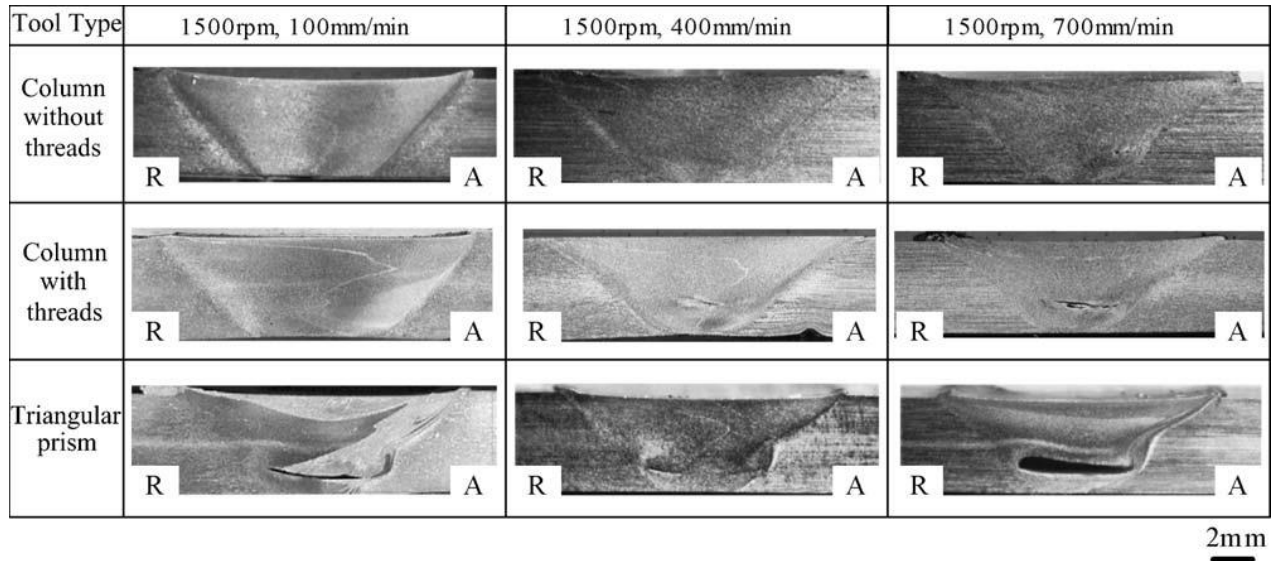 Tool Type
1500rpm, 100mm/min
1500rpm, 400mm/min
1500rpm, 700mm/min
Column
without
threads
R
A
R
A
R
A
Column
with
threads
R
A
R
A
R
A
Triangular
prism
R
A
R
A
R
A
2mm